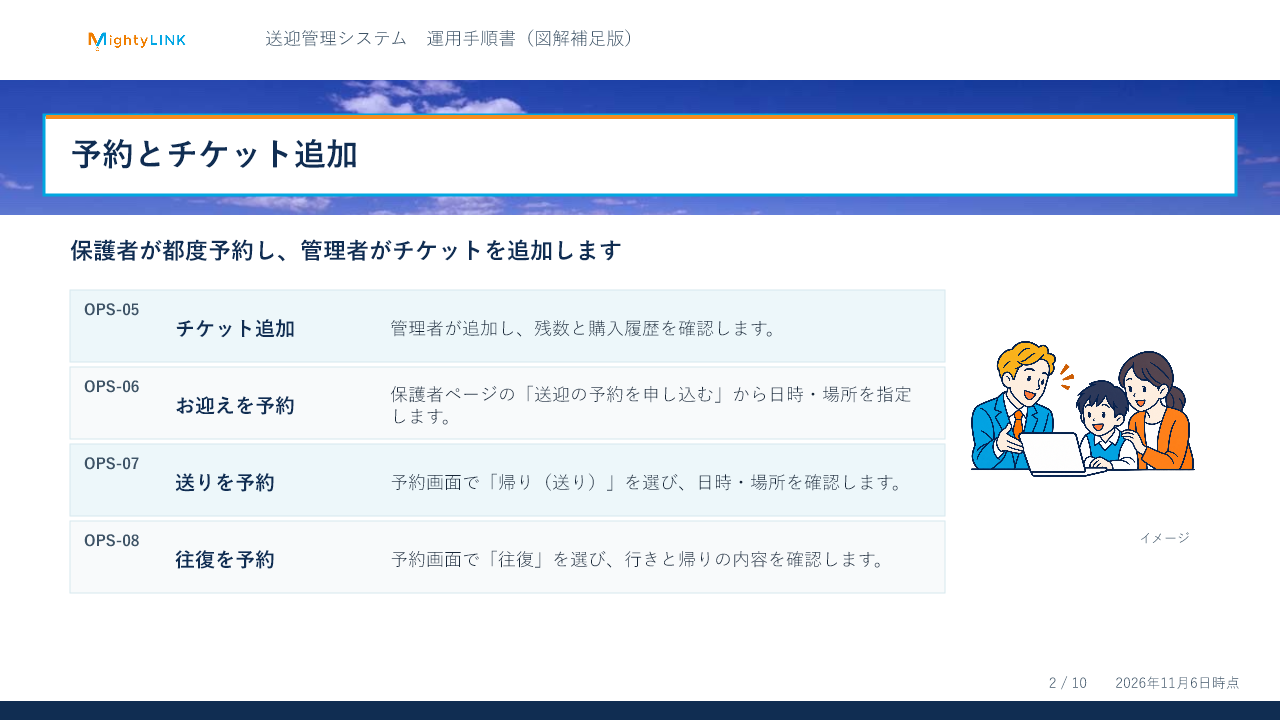 MightyLINK
送迎管理システム　運用手順書（図解補足版）
予約とチケット追加
保護者が都度予約し、管理者がチケットを追加します
OPS-05
チケット追加
管理者が追加し、残数と購入履歴を確認します。
OPS-06
お迎えを予約
保護者ページの「送迎の予約を申し込む」から日時・場所を指定
します。
OPS-07
送りを予約
予約画面で「帰り（送り）」を選び、日時・場所を確認します。
OPS-08
往復を予約
予約画面で「往復」を選び、行きと帰りの内容を確認します。
イメージ
2 / 10　2026年11月6日時点